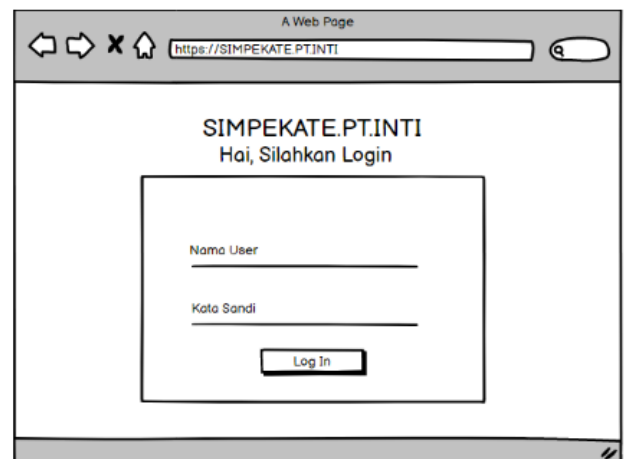 A Web Page
https://SIMPEKATE.PT.INTI
SIMPEKATE.PT.INTI
Hai, Silahkan Login
Nama User
Kata Sandi
Log In